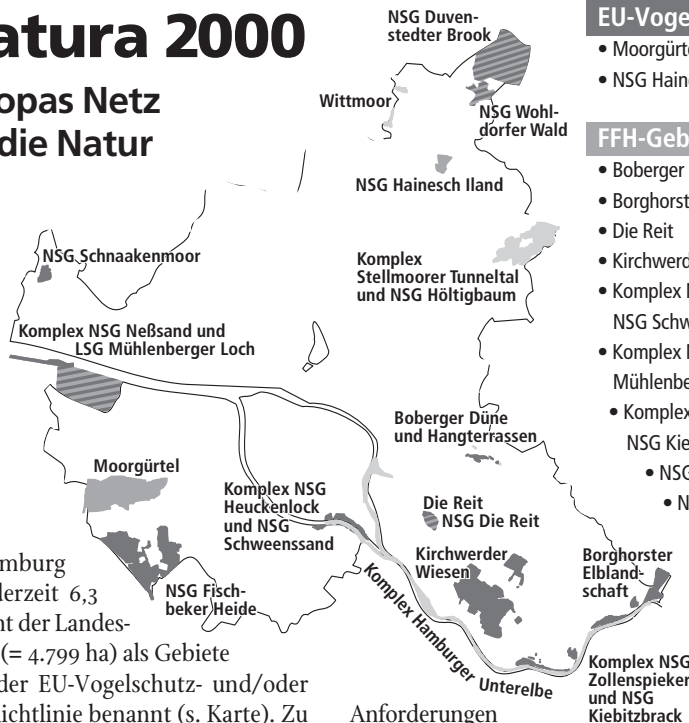 atura 2000
opas Netz
die Natur
NSG Duven-
stedter Brook
Wittmoor
NSG Wohl-
dorfer Wald
NSG Hainesch Iland
NSG Schnaakenmoor
Komplex
Stellmoorer Tunneltal
und NSG Höltigbaum
Komplex NSG Neßsand und
LSG Mühlenberger Loch
Boberger Düne
und Hangterrassen
Moorgürtel
Komplex NSG
Heuckenlock
und NSG
Schweenssand
Die Reit
NSG Die Reit
Kirchwerder
Wiesen
Borghorster
Elbland-
schaft
NSG Fisch-
beker Heide
Komplex Hamburger Unterelbe
Komplex NSG
Zollenspieker
und NSG
Kiebitzbrack
EU-Voge
• Moorgürte
• NSG Haine
FFH-Geb
• Boberger
• Borghorst
• Die Reit
• Kirchwerd
• Komplex
NSG Schw
• Komplex
Mühlenbe
• Komplex
NSG Kie
• NSG
• N
mburg
derzeit 6,3
nt der Landes-
(= 4.799 ha) als Gebiete
der EU-Vogelschutz- und/oder
ichtlinie benannt (s. Karte). Zu
Anforderungen